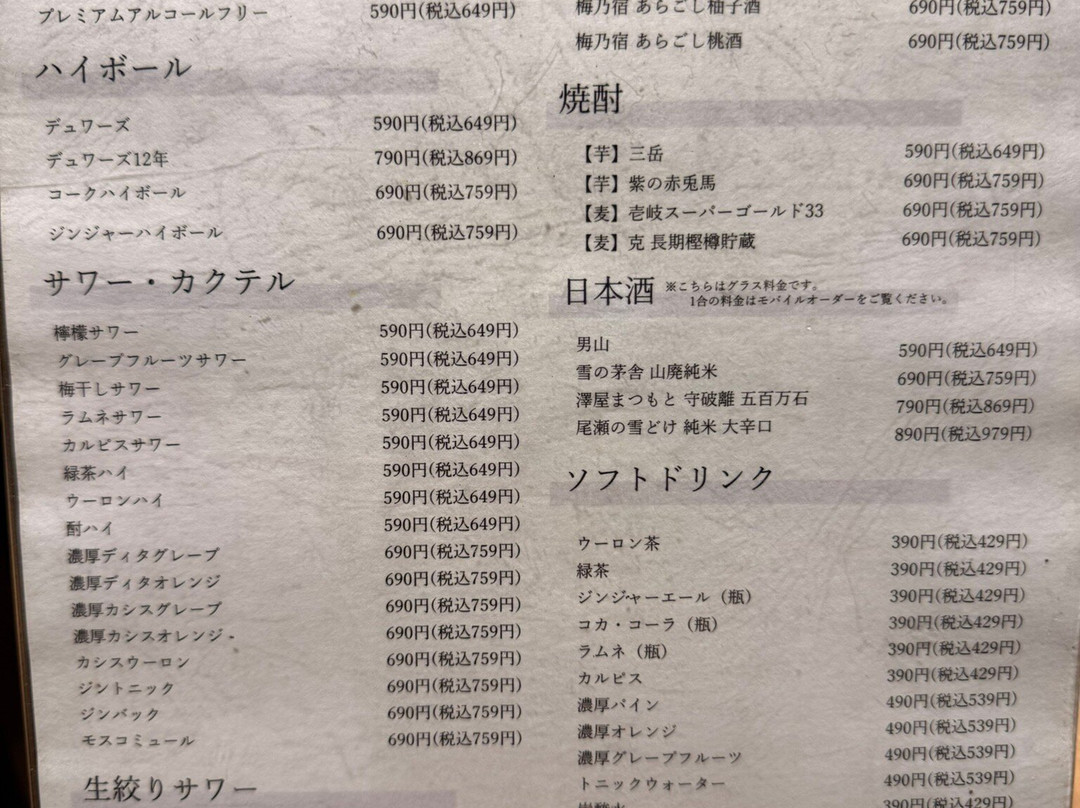 プレミアムアルコールフリー 590円(税込649円)
ハイボール
デュワーズ 590円(税込649円)
デュワーズ12年 790円(税込869円)
コークハイボール 690円(税込759円)
ジンジャーハイボール 690円(税込759円)
サワー・カクテル
檸檬サワー 590円(税込649円)
グレープフルーツサワー 590円(税込649円)
梅干しサワー 590円(税込649円)
ラムネサワー 590円(税込649円)
カルピスサワー 590円(税込649円)
緑茶ハイ 590円(税込649円)
ウーロンハイ 590円(税込649円)
酎ハイ 590円(税込649円)
濃厚ディタグレープ 690円(税込759円)
濃厚ディタオレンジ 690円(税込759円)
濃厚カシスグレープ 690円(税込759円)
濃厚カシスオレンジ 690円(税込759円)
カシスウーロン 690円(税込759円)
ジントニック 690円(税込759円)
ジンバック 690円(税込759円)
モスコミュール 690円(税込759円)
生絞りサワー
梅乃宿 あらごし柚子酒 690円(税込759円)
梅乃宿 あらごし桃酒 690円(税込759円)
焼酎
【芋】三岳 590円(税込649円)
【芋】紫の赤兎馬 690円(税込759円)
【麦】壱岐スーパーゴールド33 690円(税込759円)
【麦】克 長期樫樽貯蔵 690円(税込759円)
日本酒 ※こちらはグラス料金です。
1合の料金はモバイルオーダーをご覧ください。
男山 590円(税込649円)
雪の茅舎 山廃純米 690円(税込759円)
澤屋まつもと 守破離 五百万石 790円(税込869円)
尾瀬の雪どけ 純米 大辛口 890円(税込979円)
ソフトドリンク
ウーロン茶 390円(税込429円)
緑茶 390円(税込429円)
ジンジャーエール（瓶） 390円(税込429円)
コカ・コーラ（瓶） 390円(税込429円)
ラムネ（瓶） 390円(税込429円)
カルピス 390円(税込429円)
濃厚パイン 490円(税込539円)
濃厚オレンジ 490円(税込539円)
濃厚グレープフルーツ 490円(税込539円)
トニックウォーター 490円(税込539円)
390円(税込429円)